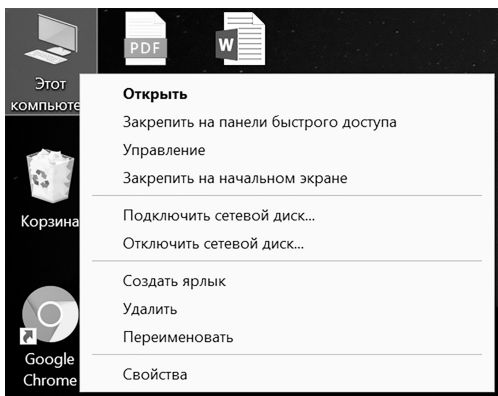 PDF
W
Этот
компьюте
Открыть
Закрепить на панели быстрого доступа
Управление
Закрепить на начальном экране
Подключить сетевой диск...
Отключить сетевой диск...
Создать ярлык
Удалить
Переименовать
Свойства
Корзина
Google
Chrome